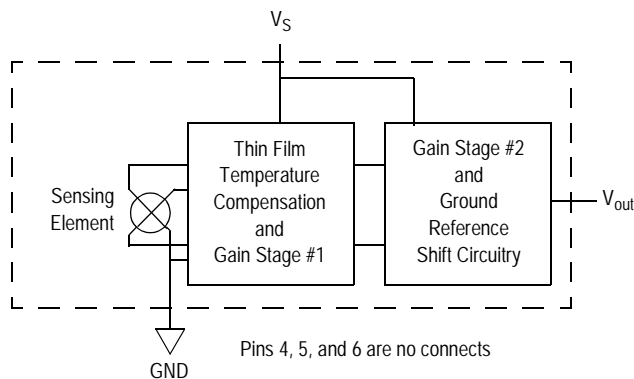 V_S
Thin Film
Temperature
Compensation
and
Gain Stage #1
Gain Stage #2
and
Ground
Reference
Shift Circuitry
Sensing
Element
V_out
GND
Pins 4, 5, and 6 are no connects